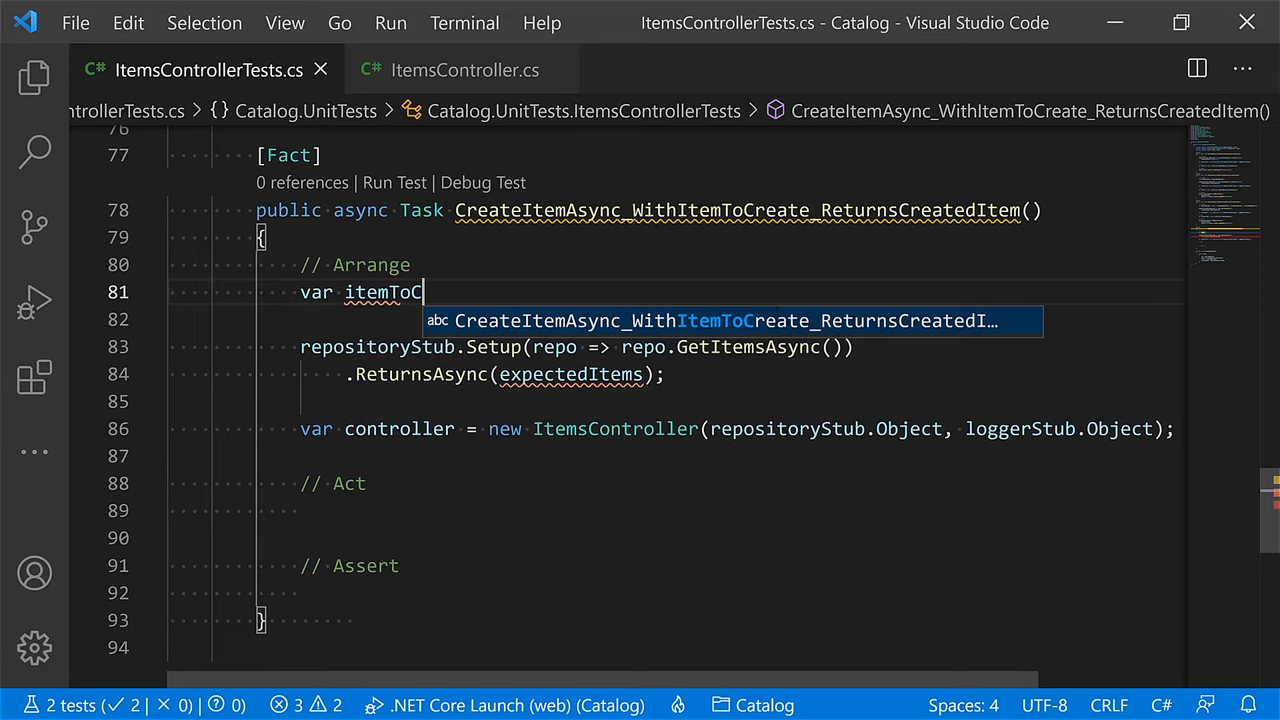 File Edit Selection View Go Run Terminal Help ItemsControllerTests.cs - Catalog - Visual Studio Code
C# ItemsControllerTests.cs C# ItemsController.cs
ntrollerTests.cs > {} Catalog.UnitTests > Catalog.UnitTests.ItemsControllerTests > CreateItemAsync_WithItemToCreate_ReturnsCreatedItem()
76
77 [Fact]
0 references | Run Test | Debug Test
78 public async Task CreateItemAsync_WithItemToCreate_ReturnsCreatedItem()
79 {
80 // Arrange
81 var itemToC
abc CreateItemAsync_WithItemToCreate_ReturnsCreatedI…
82
83 repositoryStub.Setup(repo => repo.GetItemsAsync())
84 .ReturnsAsync(expectedItems);
85
86 var controller = new ItemsController(repositoryStub.Object, loggerStub.Object);
87
88 // Act
89
90
91 // Assert
92
93 }
94
2 tests (✓ 2 | × 0) | ? 0) 3 2 .NET Core Launch (web) (Catalog) Catalog Spaces: 4 UTF-8 CRLF C#